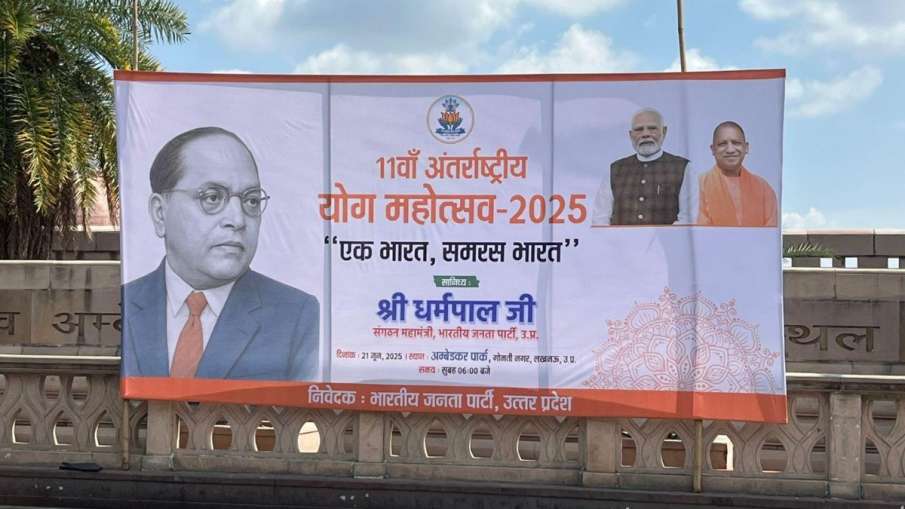 11वाँ अंतर्राष्ट्रीय
योग महोत्सव-2025
“एक भारत, समरस भारत”
सानिध्य :
श्री धर्मपाल जी
संगठन महामंत्री, भारतीय जनता पार्टी, उ.प्र.
दिनाक : 21 जून, 2025 । स्थान : अम्बेडकर पार्क, गोमती नगर, लखनऊ, उ.प्र.
समय : सुबह 06:00 बजे
निवेदक : भारतीय जनता पार्टी, उत्तर प्रदेश